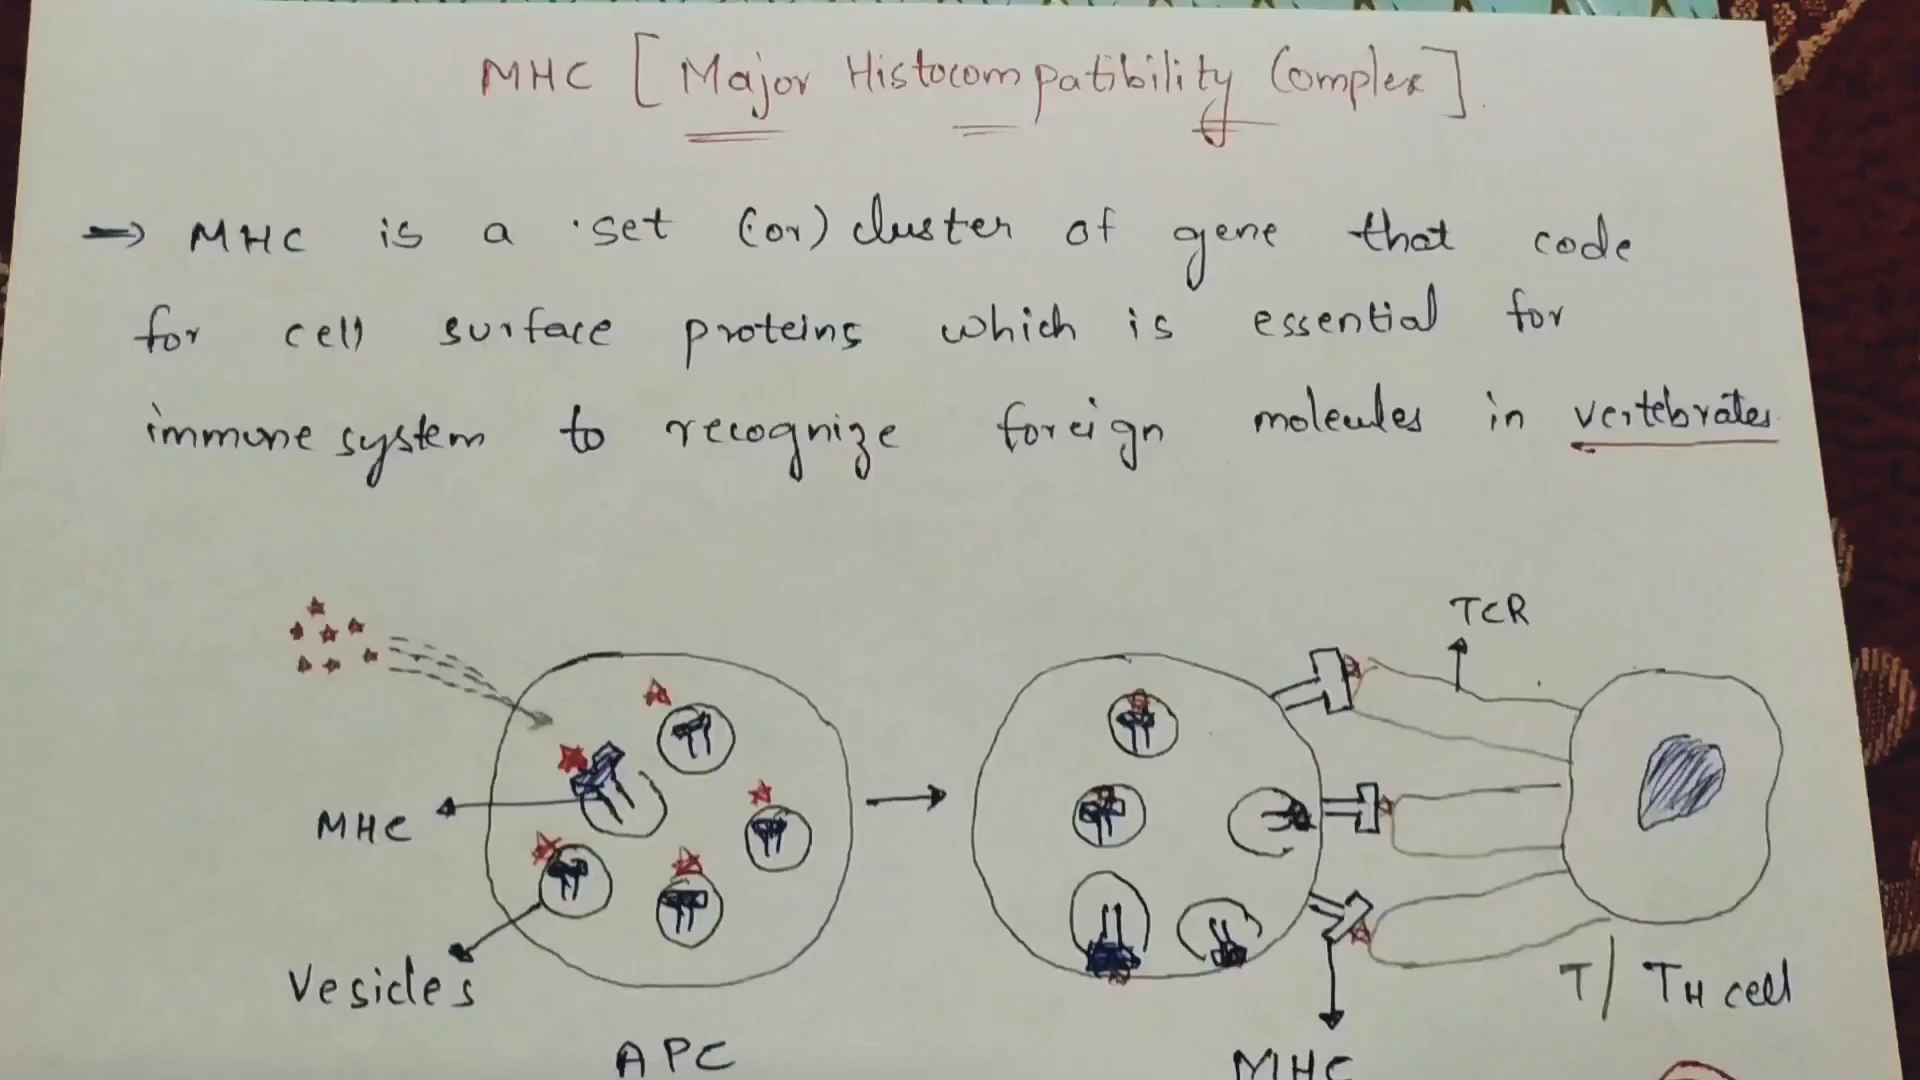 MHC [Major Histocompatibility Complex]
→ MHC is a set (or) cluster of gene that code
for cell surface proteins which is essential for
immune system to recognize foreign molecules in vertebrates
TCR
MHC
Vesicles
T/ TH cell
APC
MHC